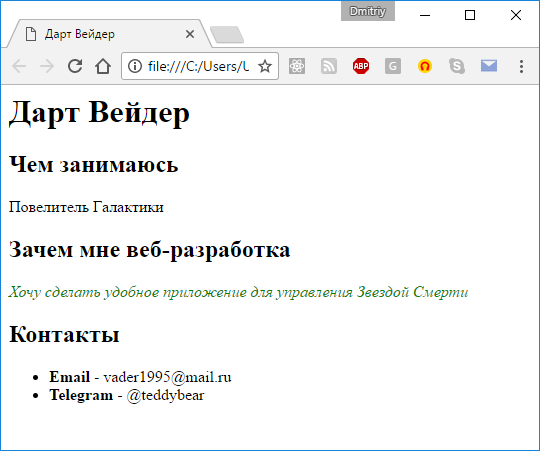 Dmitriy
Дарт Вейдер
file:///C:/Users/U
ABP
G
Дарт Вейдер
Чем занимаюсь
Повелитель Галактики
Зачем мне веб-разработка
Хочу сделать удобное приложение для управления Звездой Смерти
Контакты
Email - vader1995@mail.ru
Telegram - @teddybear